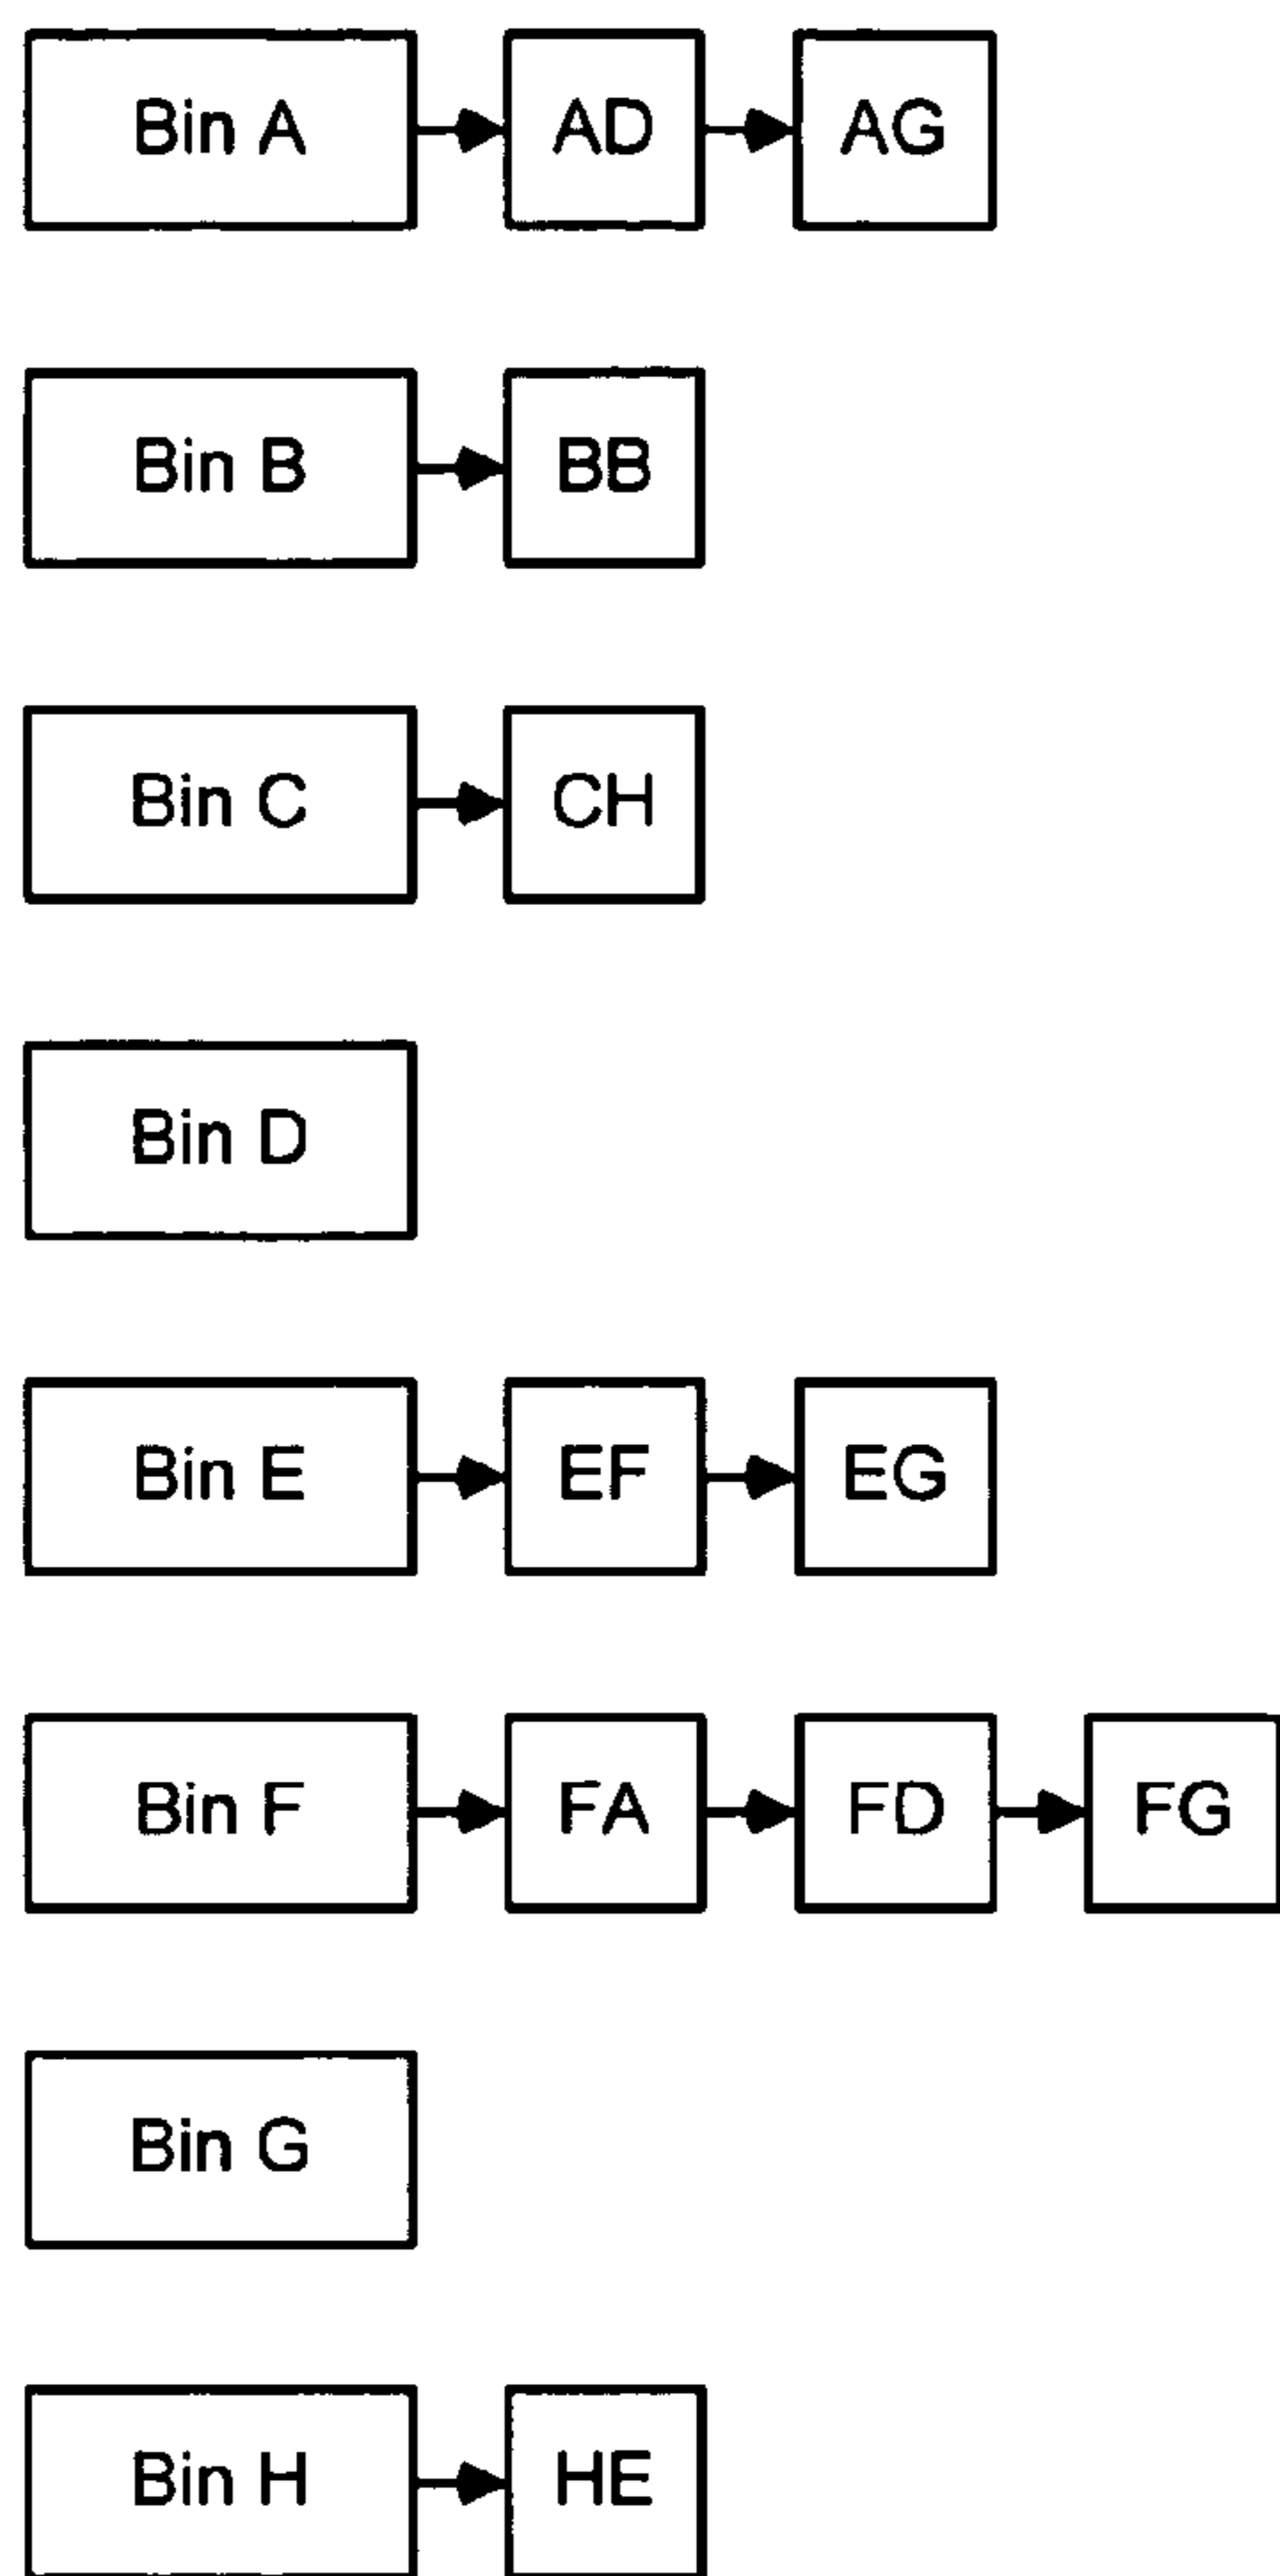 Bin A AD AG
Bin B BB
Bin C CH
Bin D
Bin E EF EG
Bin F FA FD FG
Bin G
Bin H HE